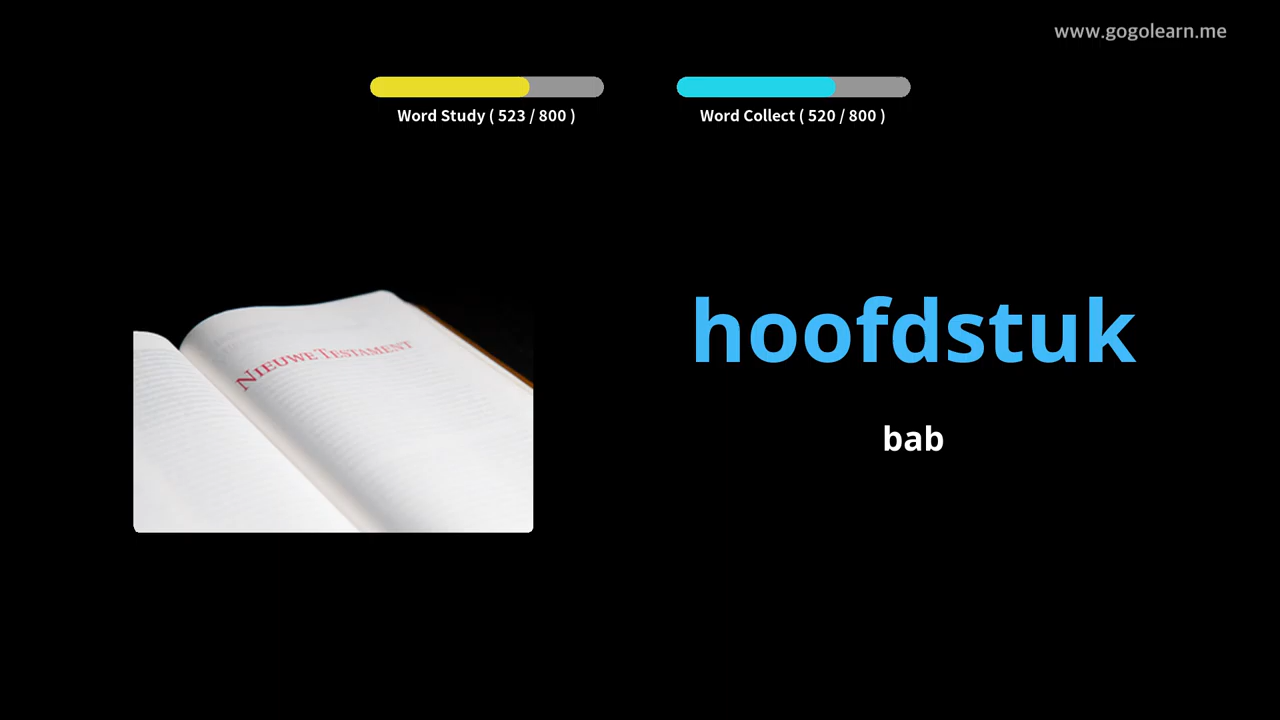 www.gogolearn.me
Word Study ( 523 / 800 )
Word Collect ( 520 / 800 )
NIEUWE TESTAMENT
hoofdstuk
bab